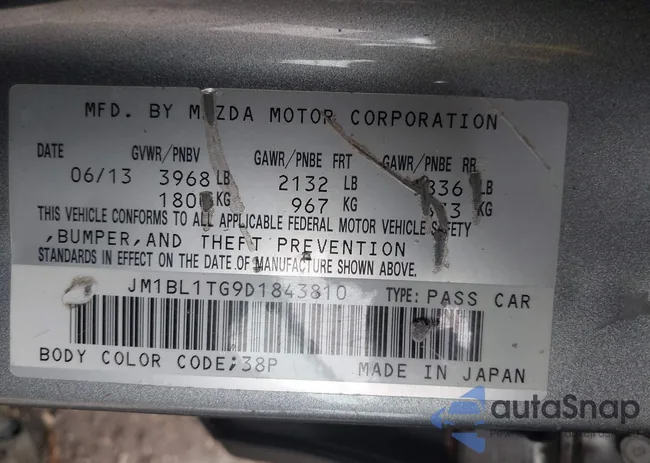 MFD. BY MAZDA MOTOR CORPORATION
DATE GVWR/PNBV GAWR/PNBE FRT GAWR/PNBE RR
06/13 3968 LB 2132 LB 836 LB
180 KG 967 KG 3 KG
THIS VEHICLE CONFORMS TO ALL APPLICABLE FEDERAL MOTOR VEHICLE SAFETY
,BUMPER,AND THEFT PREVENTION
STANDARDS IN EFFECT ON THE DATE OF MANUFACTURE SHOWN ABOVE.
JM1BL1TG9D1843810 TYPE: PASS CAR
BODY COLOR CODE;38P MADE IN JAPAN
autoSnap